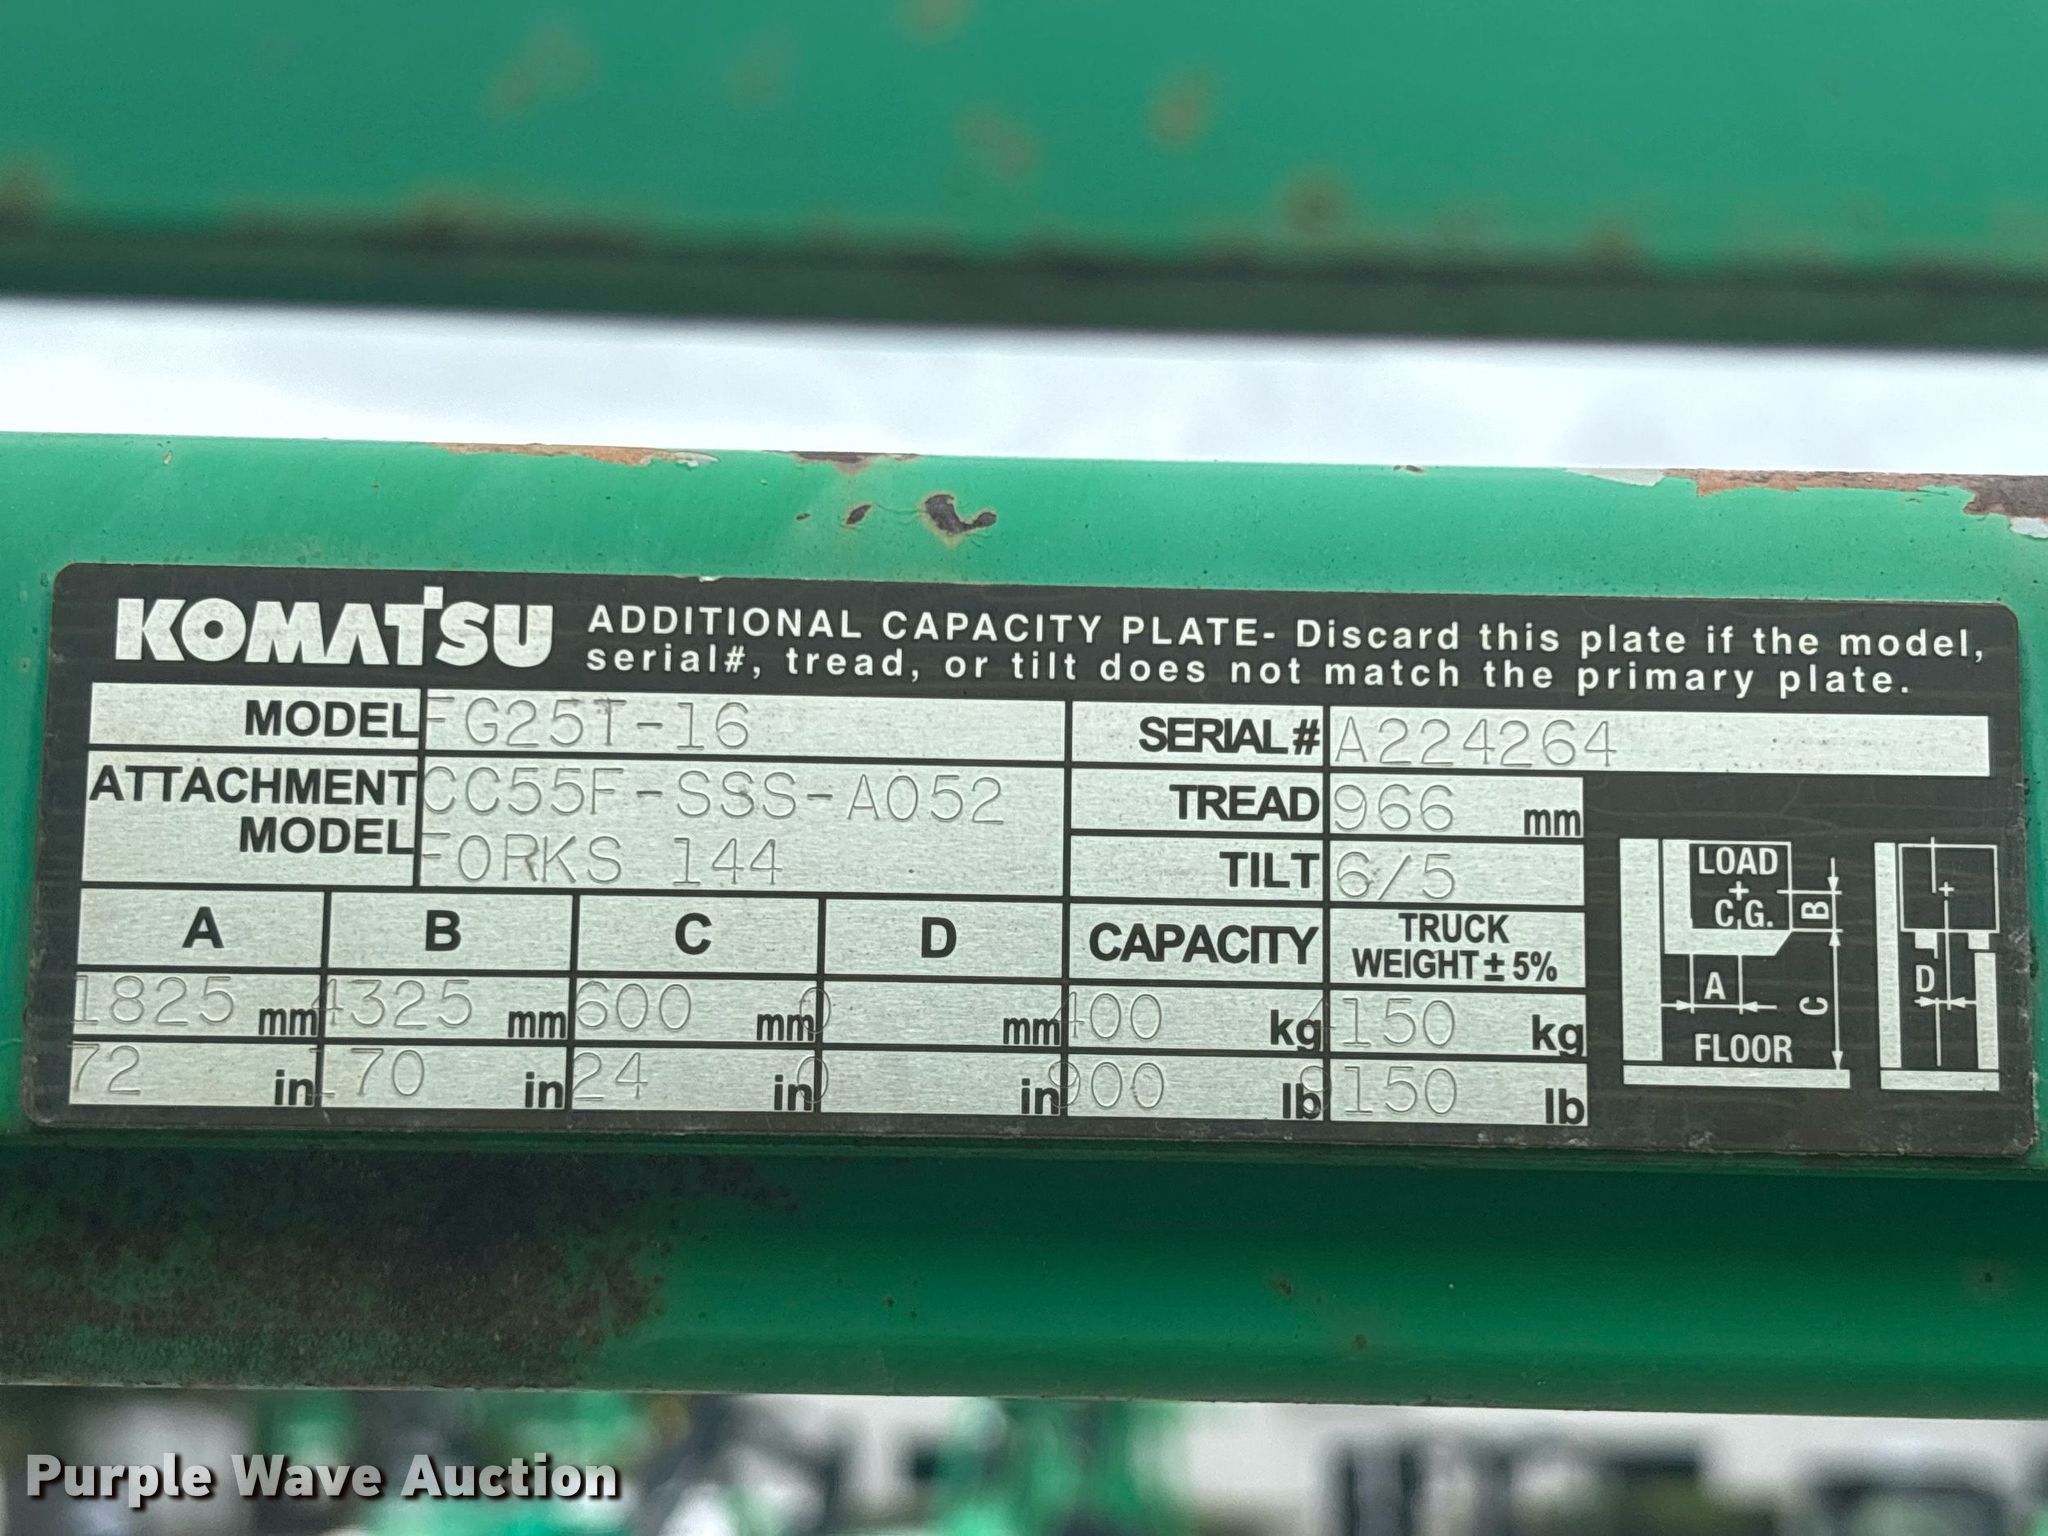 KOMATSU ADDITIONAL CAPACITY PLATE- Discard this plate if the model,
serial#, tread, or tilt does not match the primary plate.
MODEL FG25T-16 SERIAL# A224264
ATTACHMENT MODEL CC55F-SSS-A052
FORKS 144
TREAD 966 mm
TILT 6/5
A B C D CAPACITY TRUCK WEIGHT ± 5%
1825 mm 4325 mm 600 mm 0 mm 400 kg 4150 kg
72 in 170 in 24 in 0 in 900 lb 9150 lb
LOAD
+
C.G.
B
A
C
FLOOR
+
D
Purple Wave Auction